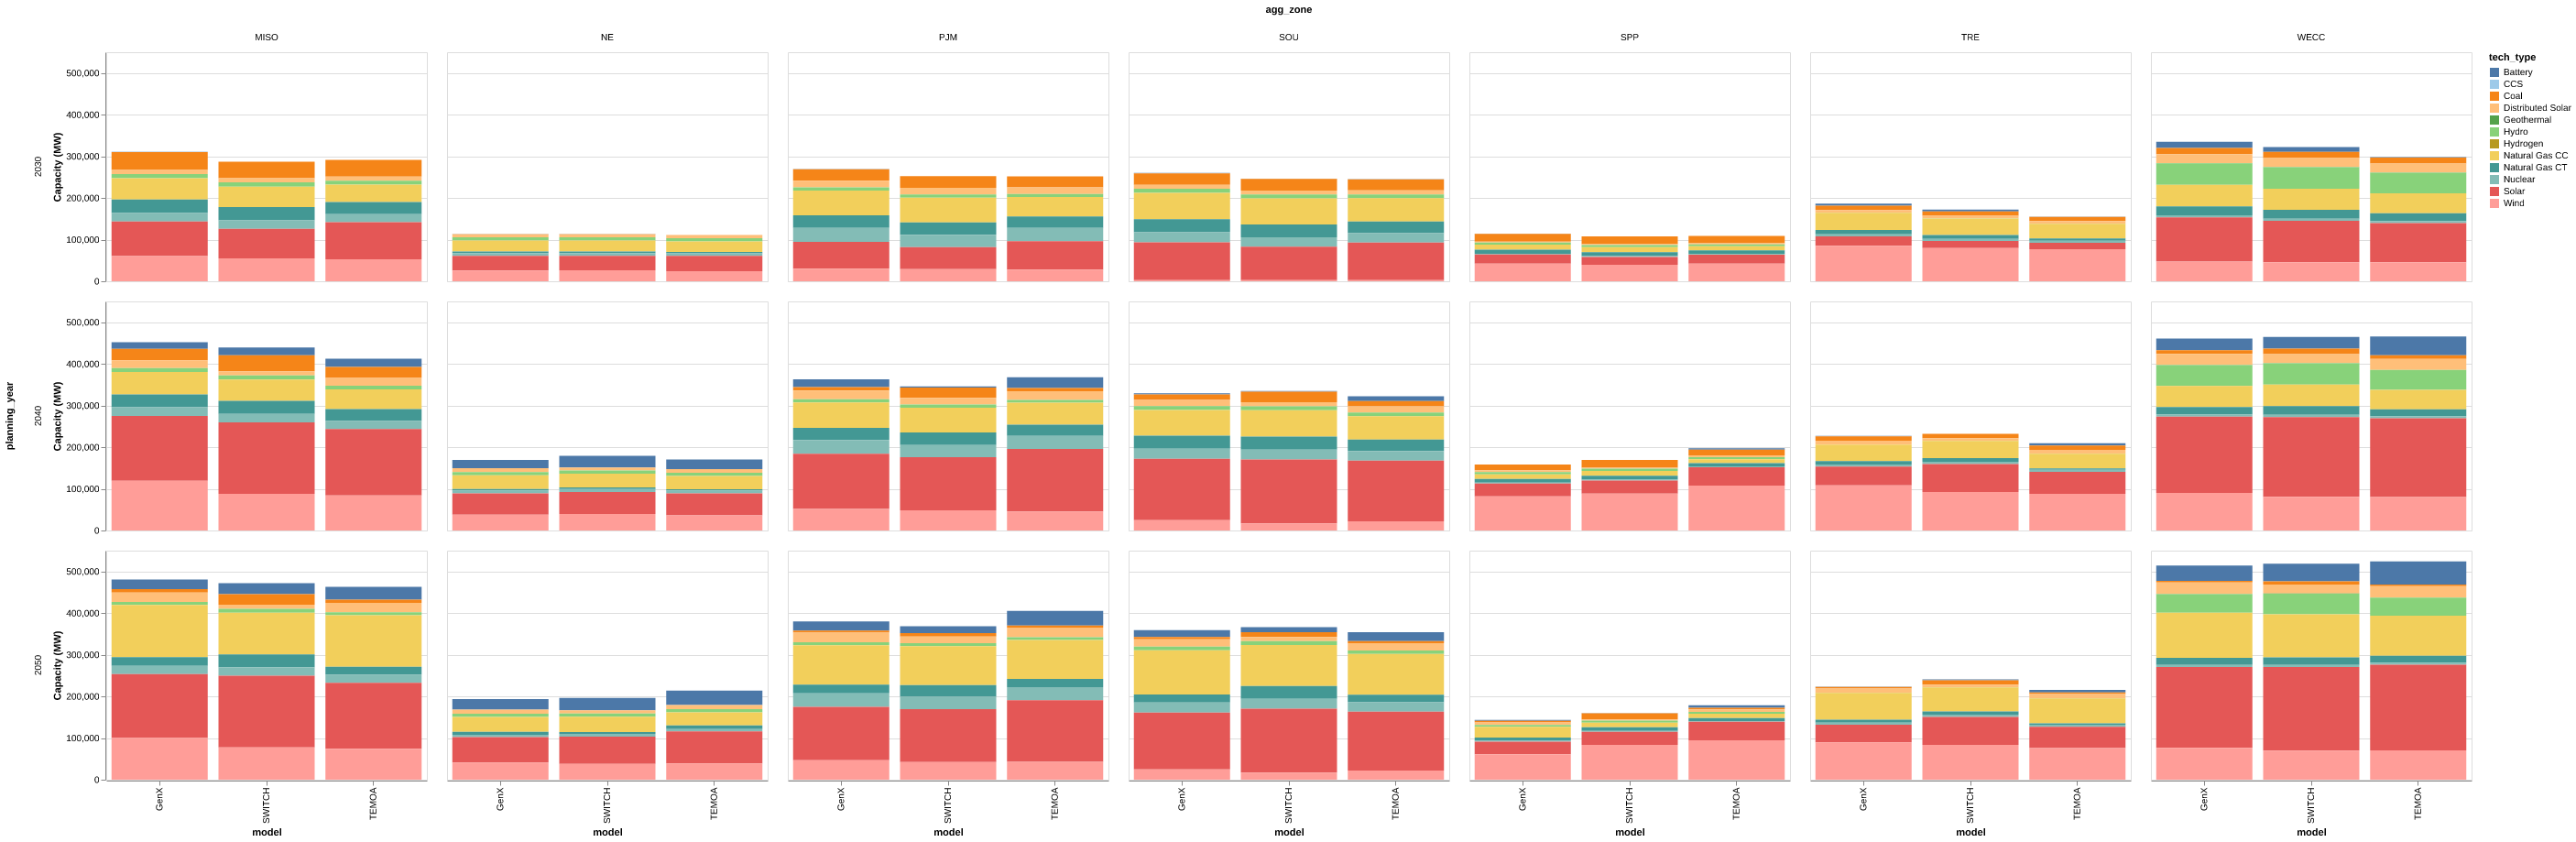 agg_zone
MISO NE PJM SOU SPP TRE WECC
planning_year
2030
Capacity (MW)
500,000
400,000
300,000
200,000
100,000
0
2040
Capacity (MW)
500,000
400,000
300,000
200,000
100,000
0
2050
Capacity (MW)
500,000
400,000
300,000
200,000
100,000
0
GenX SWITCH TEMOA GenX SWITCH TEMOA GenX SWITCH TEMOA GenX SWITCH TEMOA GenX SWITCH TEMOA GenX SWITCH TEMOA GenX SWITCH TEMOA
model model model model model model model
tech_type
Battery
CCS
Coal
Distributed Solar
Geothermal
Hydro
Hydrogen
Natural Gas CC
Natural Gas CT
Nuclear
Solar
Wind